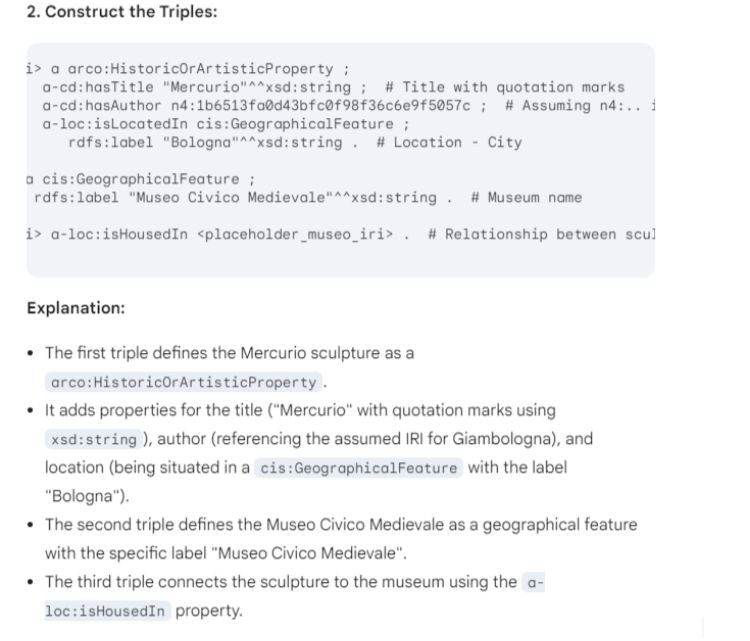 2. Construct the Triples:
i> a arco:HistoricOrArtisticProperty ;
a-cd:hasTitle "Mercurio"^^xsd:string ;  # Title with quotation marks
a-cd:hasAuthor n4:1b6513fa0d43bfc0f98f36c6e9f5057c ;  # Assuming n4:.. i
a-loc:isLocatedIn cis:GeographicalFeature ;
rdfs:label "Bologna"^^xsd:string .  # Location - City
a cis:GeographicalFeature ;
rdfs:label "Museo Civico Medievale"^^xsd:string .  # Museum name
i> a-loc:isHousedIn <placeholder_museo_iri> .  # Relationship between scul
Explanation:
• The first triple defines the Mercurio sculpture as a
arco:HistoricOrArtisticProperty .
• It adds properties for the title ("Mercurio" with quotation marks using
xsd:string ), author (referencing the assumed IRI for Giambologna), and
location (being situated in a cis:GeographicalFeature with the label
"Bologna").
• The second triple defines the Museo Civico Medievale as a geographical feature
with the specific label "Museo Civico Medievale".
• The third triple connects the sculpture to the museum using the a-
loc:isHousedIn property.